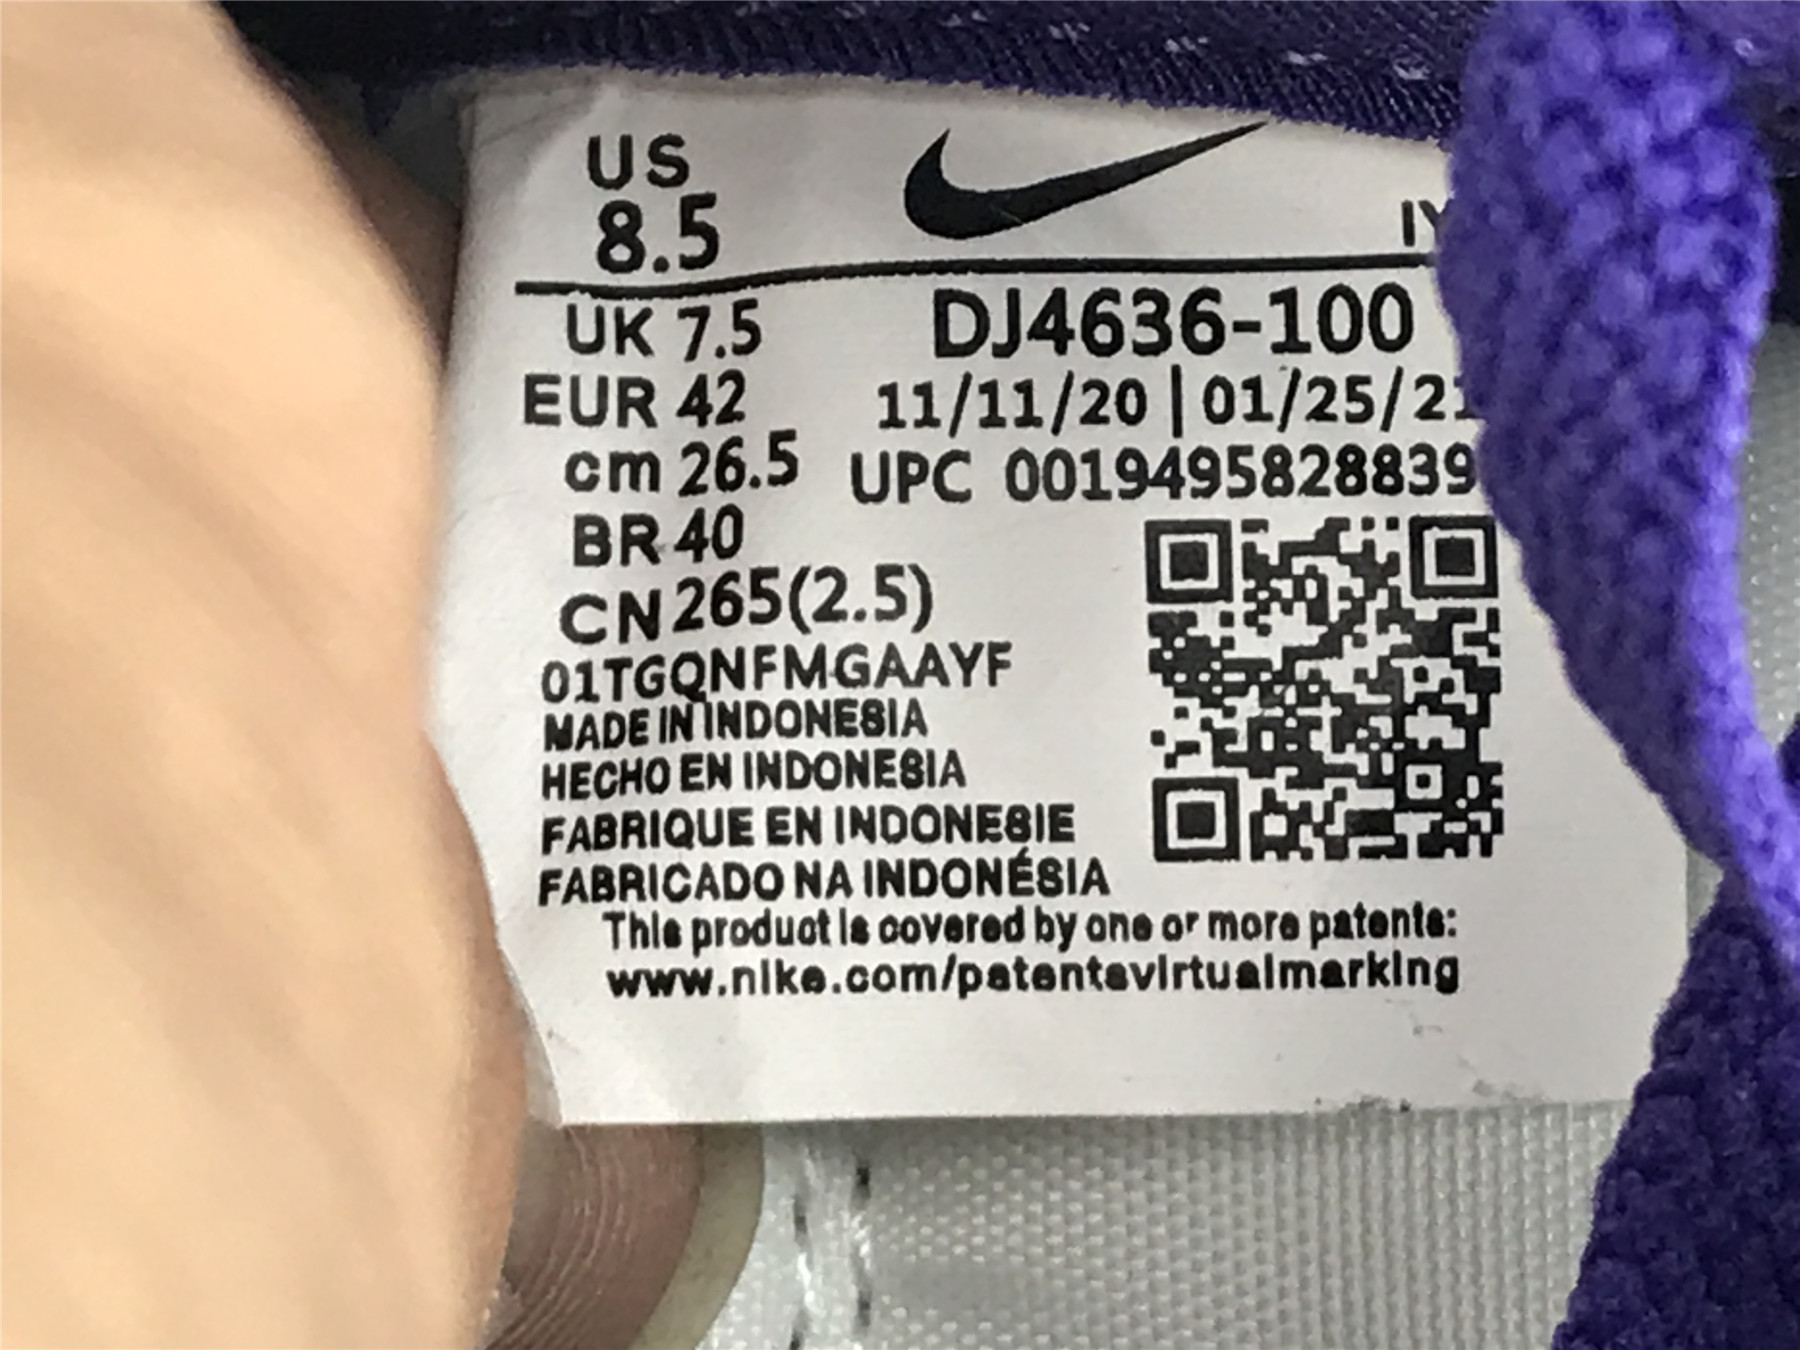 US
8.5
IY
UK 7.5
DJ4636-100
EUR 42
11/11/20 | 01/25/21
cm 26.5
UPC 0019495828839
BR 40
CN 265(2.5)
01TGQNFMGAAYF
MADE IN INDONESIA
HECHO EN INDONESIA
FABRIQUE EN INDONESIE
FABRICADO NA INDONÉSIA
This product is covered by one or more patents:
www.nike.com/patentsvirtualmarking